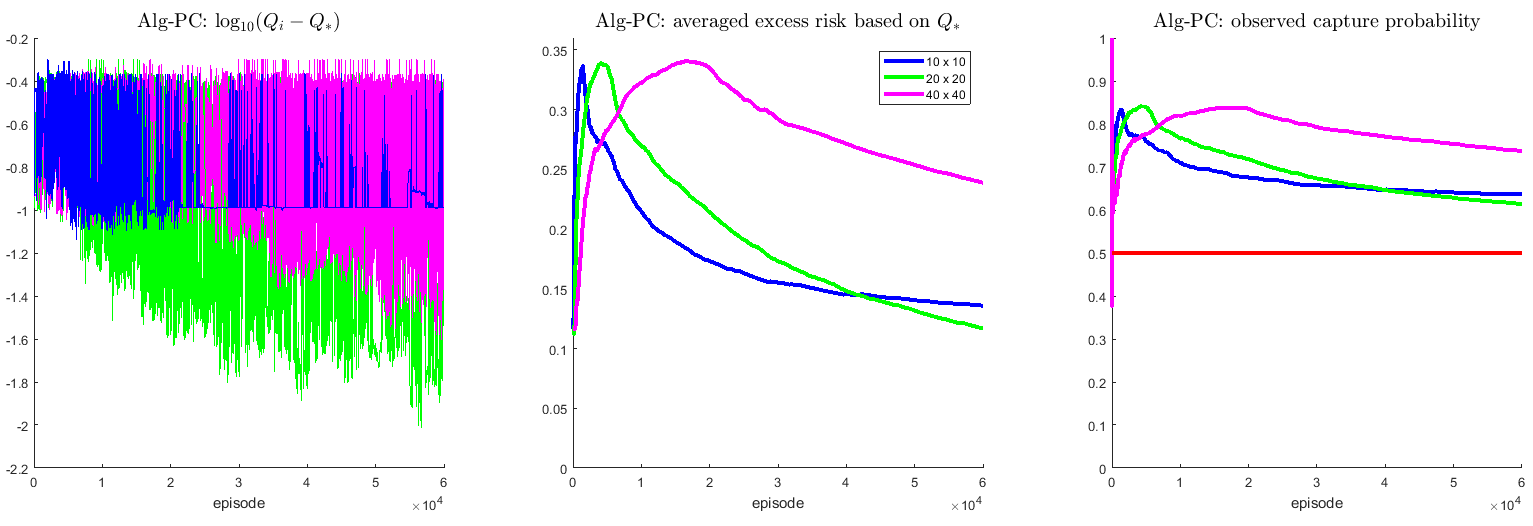 Alg-PC: log10(Qi − Q*)
-0.2
-0.4
-0.6
-0.8
-1
-1.2
-1.4
-1.6
-1.8
-2
-2.2
0 1 2 3 4 5 6
episode
×10^4
Alg-PC: averaged excess risk based on Q*
0.35
0.3
0.25
0.2
0.15
0.1
0.05
0
0 1 2 3 4 5 6
episode
×10^4
10 x 10
20 x 20
40 x 40
Alg-PC: observed capture probability
1
0.9
0.8
0.7
0.6
0.5
0.4
0.3
0.2
0.1
0
0 1 2 3 4 5 6
episode
×10^4